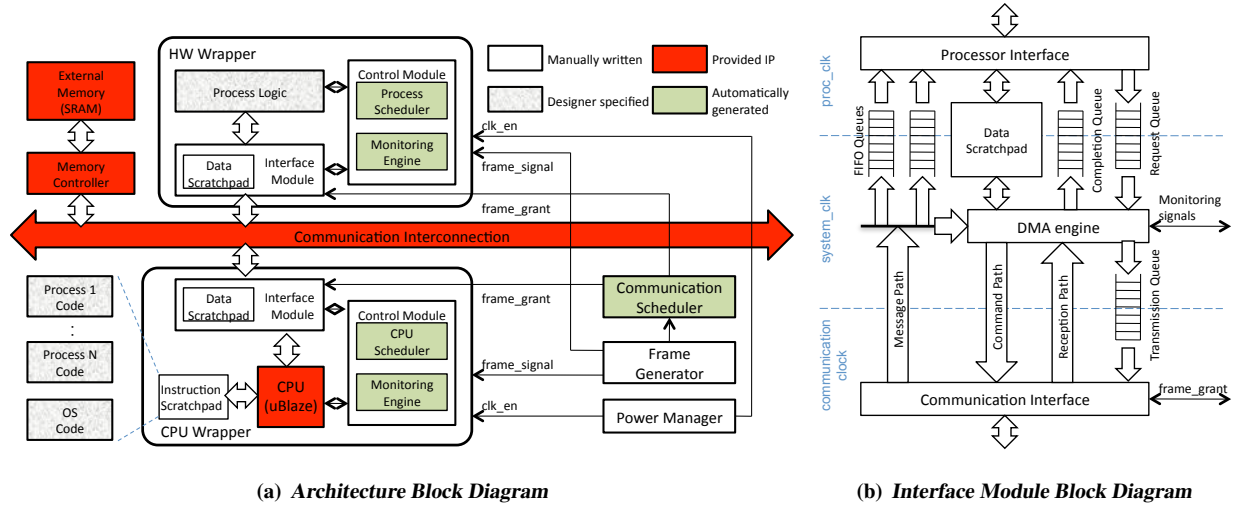 HW Wrapper
External
Memory
(SRAM)
Memory
Controller
Process Logic
Control Module
Process
Scheduler
Monitoring
Engine
Data
Scratchpad
Interface
Module
Manually written
Provided IP
Designer specified
Automatically
generated
clk_en
frame_signal
frame_grant
Communication Interconnection
Process 1
Code
:
Process N
Code
OS
Code
Data
Scratchpad
Interface
Module
Control Module
CPU
Scheduler
Monitoring
Engine
Instruction
Scratchpad
CPU
(uBlaze)
CPU Wrapper
frame_grant
frame_signal
clk_en
Communication
Scheduler
Frame
Generator
Power Manager
(a) Architecture Block Diagram
proc_clk
system_clk
communication
clock
Processor Interface
FIFO Queues
Data
Scratchpad
Completion Queue
Request Queue
DMA engine
Monitoring
signals
Message Path
Command Path
Reception Path
Transmission Queue
Communication Interface
frame_grant
(b) Interface Module Block Diagram